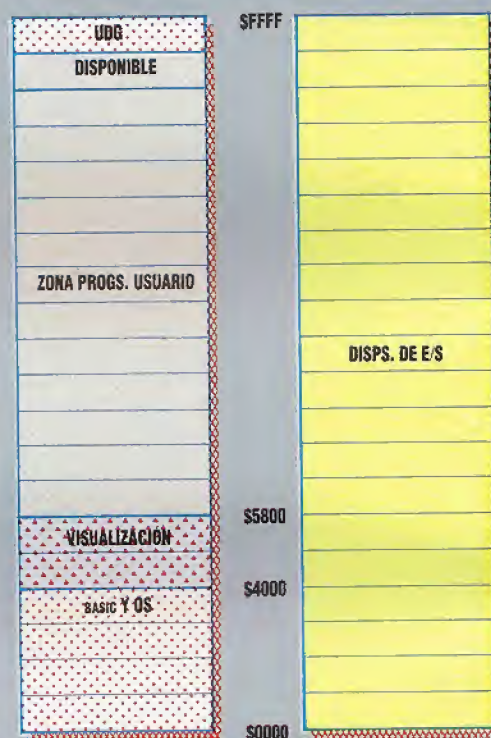 UDG
$FFFF
DISPONIBLE
ZONA PROGS. USUARIO
DISPS. DE E/S
$5800
VISUALIZACIÓN
$4000
BASIC Y OS
$0000